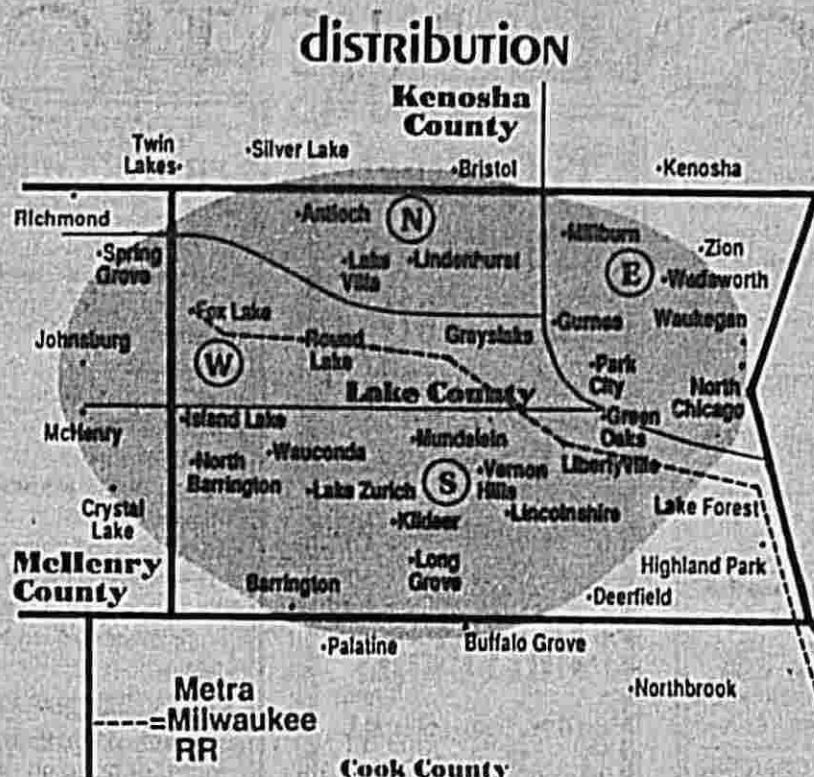 distribution
Kenosha
County
Twin
Lakes
Silver Lake
Bristol
Kenosha
Richmond
Antioch
N
Millburn
Zion
Spring
Grove
Lake
Villa
Lindenhurst
E
Wadsworth
Fox Lake
Johnsburg
Round
Lake
Grayslake
Gurnee
Waukegan
W
Park
City
North
Chicago
Lake County
McHenry
Island Lake
Green
Oaks
Mundelein
Wauconda
North
Barrington
Lake Zurich
S
Vernon
Hills
Libertyville
Crystal
Lake
Kildeer
Lincolnshire
Lake Forest
McHenry
County
Barrington
Long
Grove
Highland Park
Deerfield
Palatine
Buffalo Grove
Northbrook
Metra
----=Milwaukee
RR
Cook County